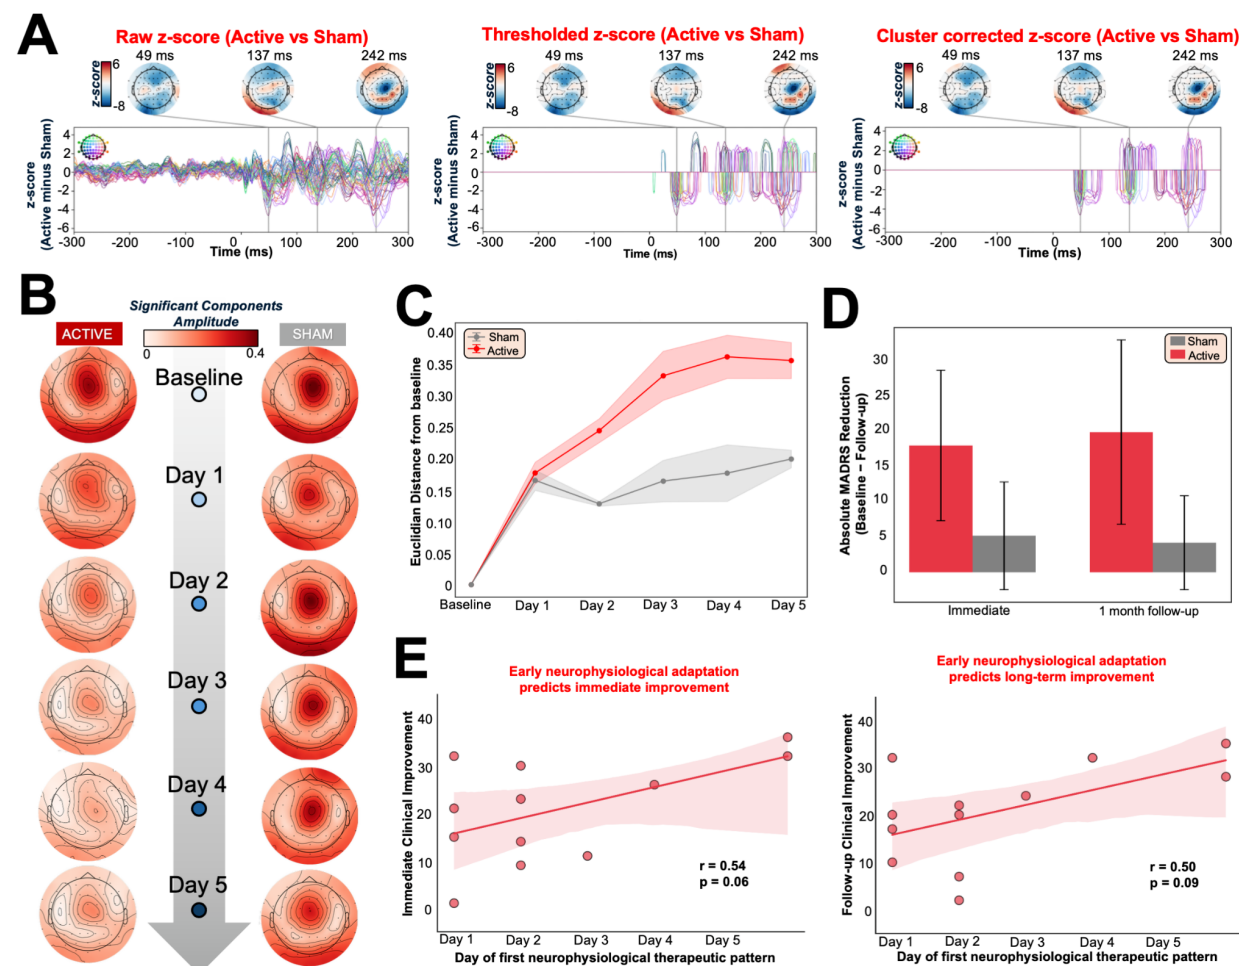 A
Raw z-score (Active vs Sham)
49 ms
137 ms
242 ms
z-score
6
-8
z-score
(Active minus Sham)
4
2
0
-2
-4
-6
-300
-200
-100
0
100
200
300
Time (ms)
Thresholded z-score (Active vs Sham)
49 ms
137 ms
242 ms
z-score
6
-8
z-score
(Active minus Sham)
4
2
0
-2
-4
-6
-300
-200
-100
0
100
200
300
Time (ms)
Cluster corrected z-score (Active vs Sham)
49 ms
137 ms
242 ms
z-score
6
-8
z-score
(Active minus Sham)
4
2
0
-2
-4
-6
-300
-200
-100
0
100
200
300
Time (ms)
B
Significant Components
Amplitude
ACTIVE
SHAM
0
0.4
Baseline
Day 1
Day 2
Day 3
Day 4
Day 5
C
Sham
Active
Euclidian Distance from baseline
0.40
0.35
0.30
0.25
0.20
0.15
0.10
0.05
0
Baseline
Day 1
Day 2
Day 3
Day 4
Day 5
D
Sham
Active
Absolute MADRS Reduction
(Baseline – Follow-up)
30
25
20
15
10
5
0
Immediate
1 month follow-up
E
Early neurophysiological adaptation
predicts immediate improvement
Immediate Clinical Improvement
40
30
20
10
0
r = 0.54
p = 0.06
Day 1
Day 2
Day 3
Day 4
Day 5
Day of first neurophysiological therapeutic pattern
Early neurophysiological adaptation
predicts long-term improvement
Follow-up Clinical Improvement
40
30
20
10
0
r = 0.50
p = 0.09
Day 1
Day 2
Day 3
Day 4
Day 5
Day of first neurophysiological therapeutic pattern